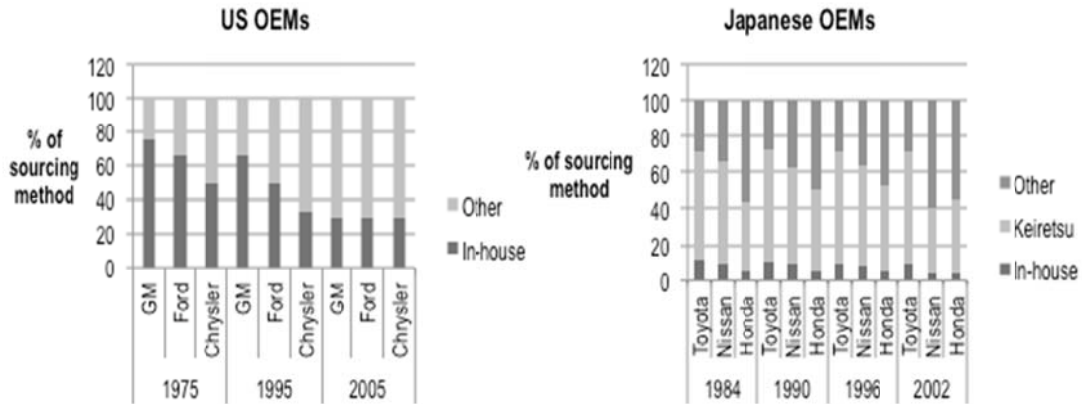 US OEMs
% of
sourcing
method
120
100
80
60
40
20
0
GM
Ford
Chrysler
GM
Ford
Chrysler
GM
Ford
Chrysler
1975
1995
2005
Other
In-house
Japanese OEMs
% of sourcing
method
120
100
80
60
40
20
0
Toyota
Nissan
Honda
Toyota
Nissan
Honda
Toyota
Nissan
Honda
Toyota
Nissan
Honda
1984
1990
1996
2002
Other
Keiretsu
In-house